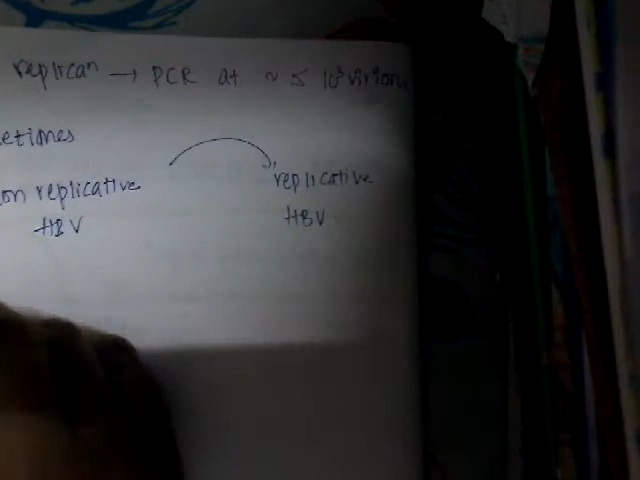 replican → PCR at ~ 5 10³ virions
etimes
on replicative replicative
HBV HBV